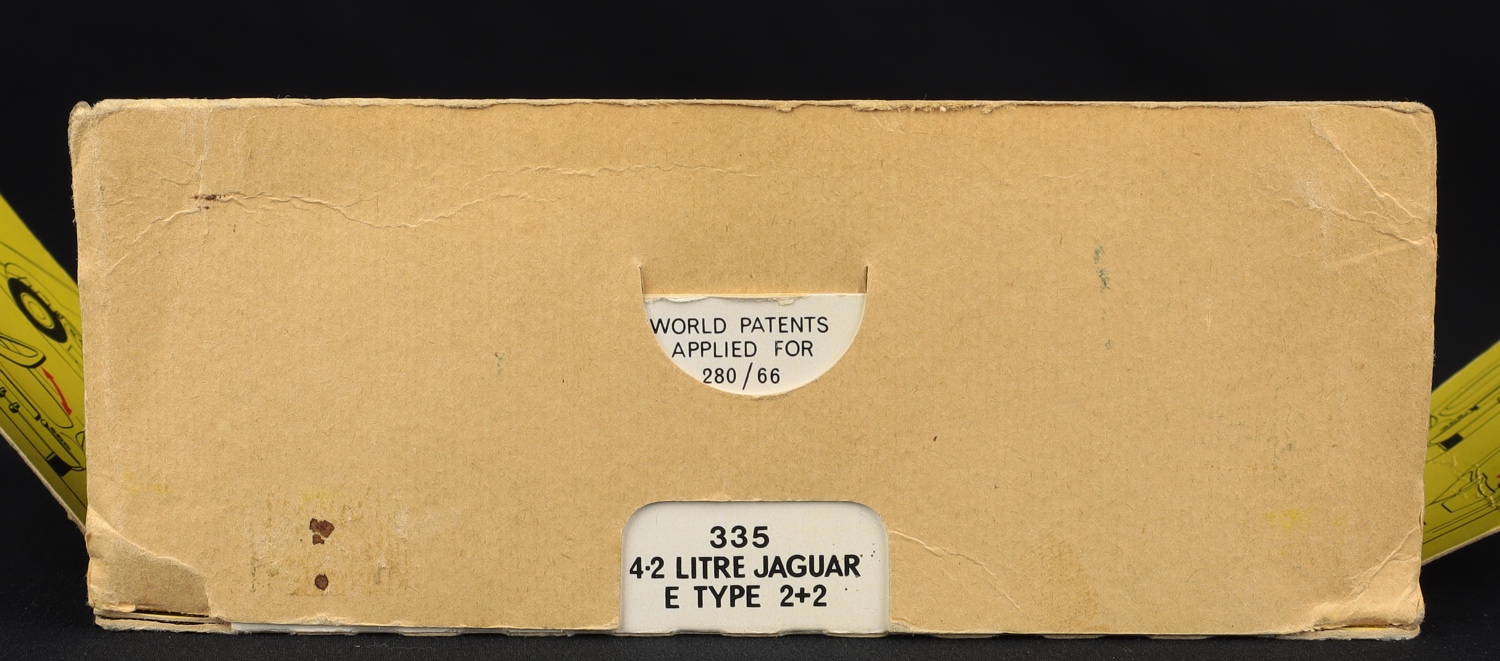 WORLD PATENTS
APPLIED FOR
280/66
335
4·2 LITRE JAGUAR
E TYPE 2+2